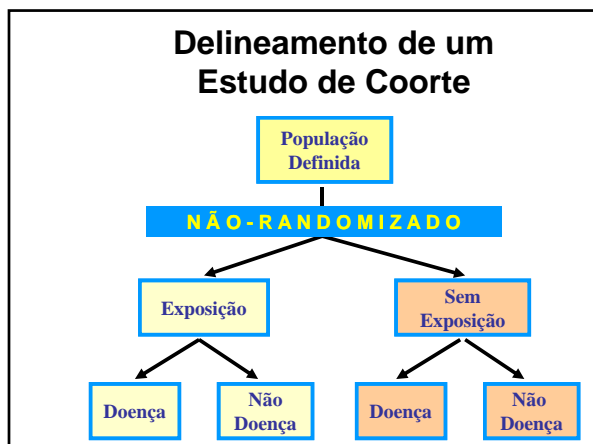 Delineamento de um
Estudo de Coorte
População
Definida
NÃO-RANDOMIZADO
Exposição
Sem
Exposição
Doença
Não
Doença
Doença
Não
Doença